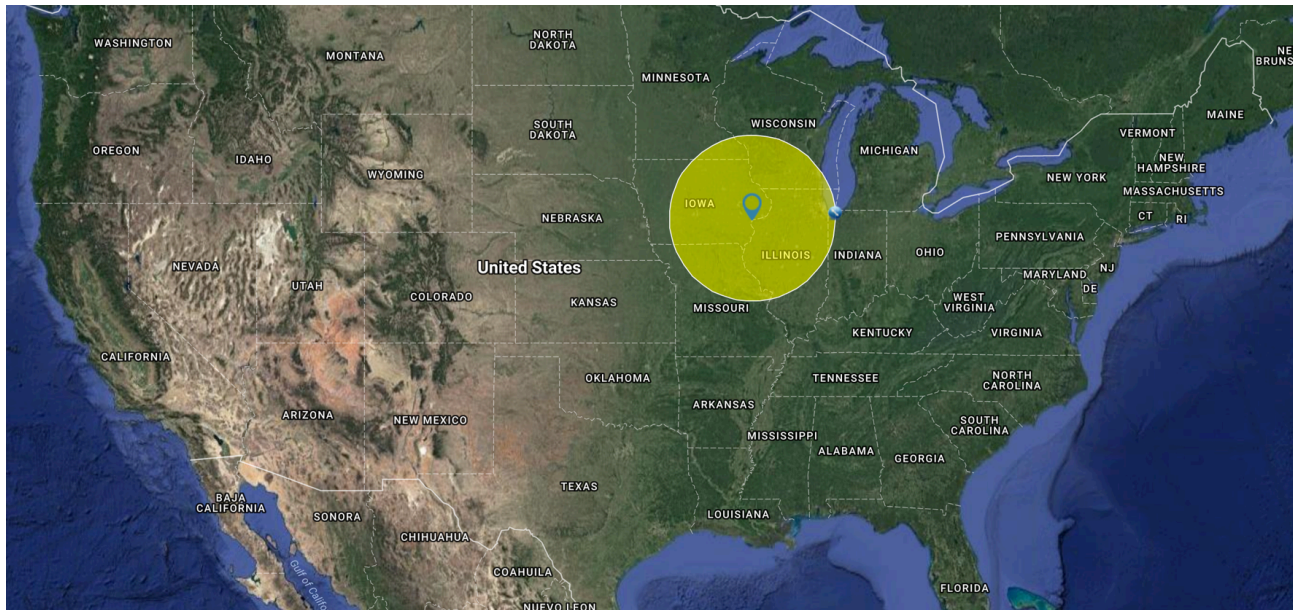 WASHINGTON
MONTANA
NORTH
DAKOTA
MINNESOTA
NE
BRUNS
OREGON
IDAHO
WYOMING
SOUTH
DAKOTA
WISCONSIN
MICHIGAN
VERMONT
MAINE
NEW
HAMPSHIRE
NEW YORK
MASSACHUSETTS
CT
RI
NEBRASKA
IOWA
ILLINOIS
INDIANA
OHIO
PENNSYLVANIA
NEVADA
UTAH
COLORADO
United States
KANSAS
MISSOURI
MARYLAND
NJ
DE
WEST
VIRGINIA
KENTUCKY
VIRGINIA
CALIFORNIA
ARIZONA
NEW MEXICO
OKLAHOMA
ARKANSAS
TENNESSEE
NORTH
CAROLINA
SOUTH
CAROLINA
MISSISSIPPI
ALABAMA
GEORGIA
TEXAS
LOUISIANA
FLORIDA
BAJA
CALIFORNIA
SONORA
CHIHUAHUA
COAHUILA
NUEVO LEON
Gulf of Califo